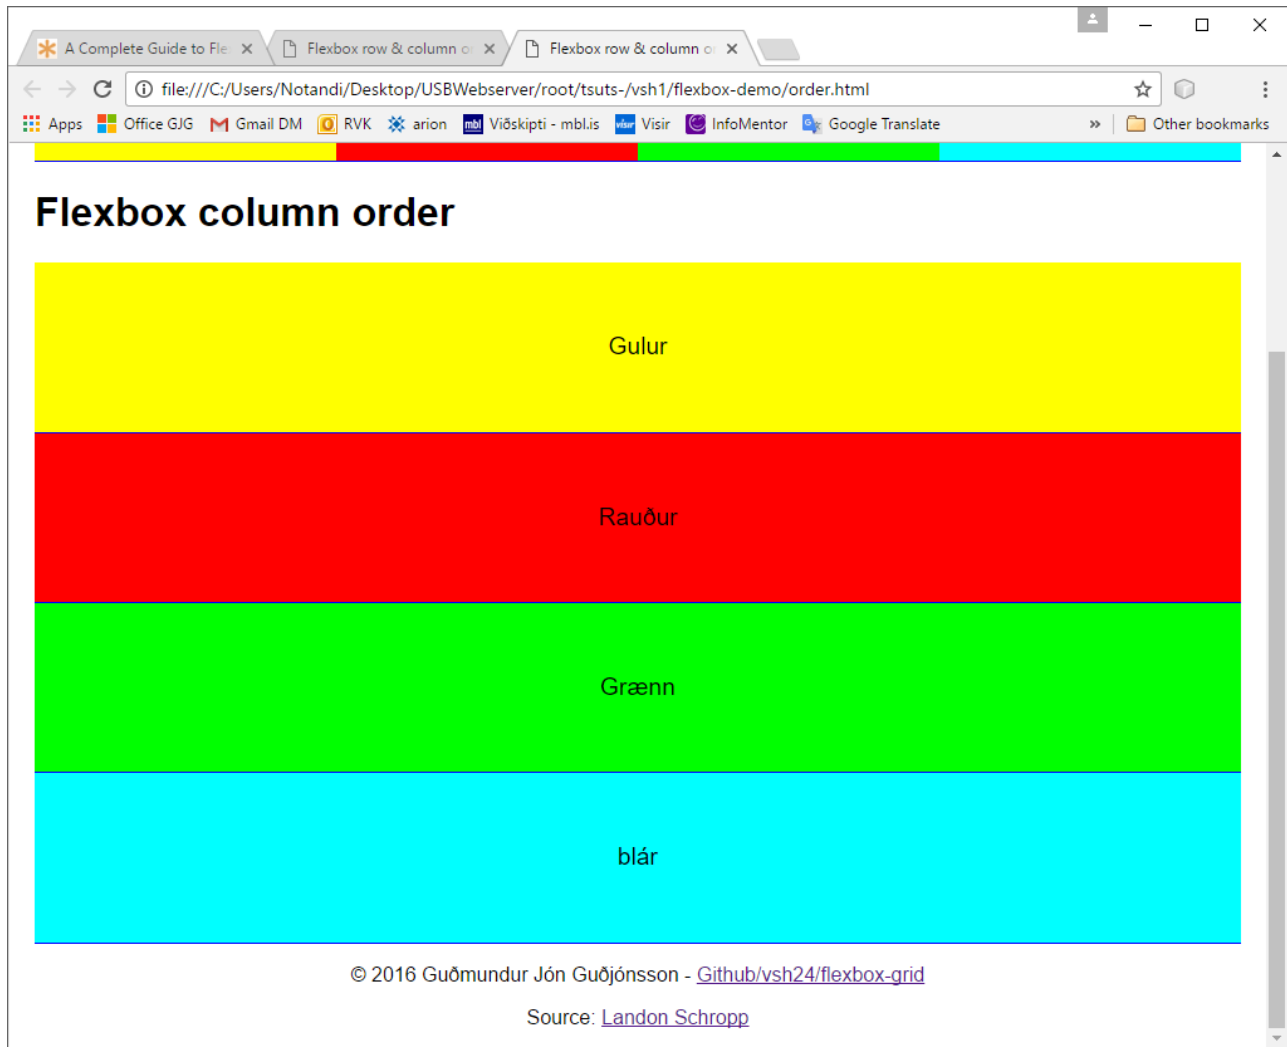 A Complete Guide to Fle
Flexbox row & column o
Flexbox row & column o
file:///C:/Users/Notandi/Desktop/USBWebserver/root/tsuts-/vsh1/flexbox-demo/order.html
Apps Office GJG Gmail DM RVK arion mbl Viðskipti - mbl.is vísir Visir InfoMentor Google Translate » Other bookmarks
Flexbox column order
Gulur
Rauður
Grænn
blár
© 2016 Guðmundur Jón Guðjónsson - Github/vsh24/flexbox-grid
Source: Landon Schropp